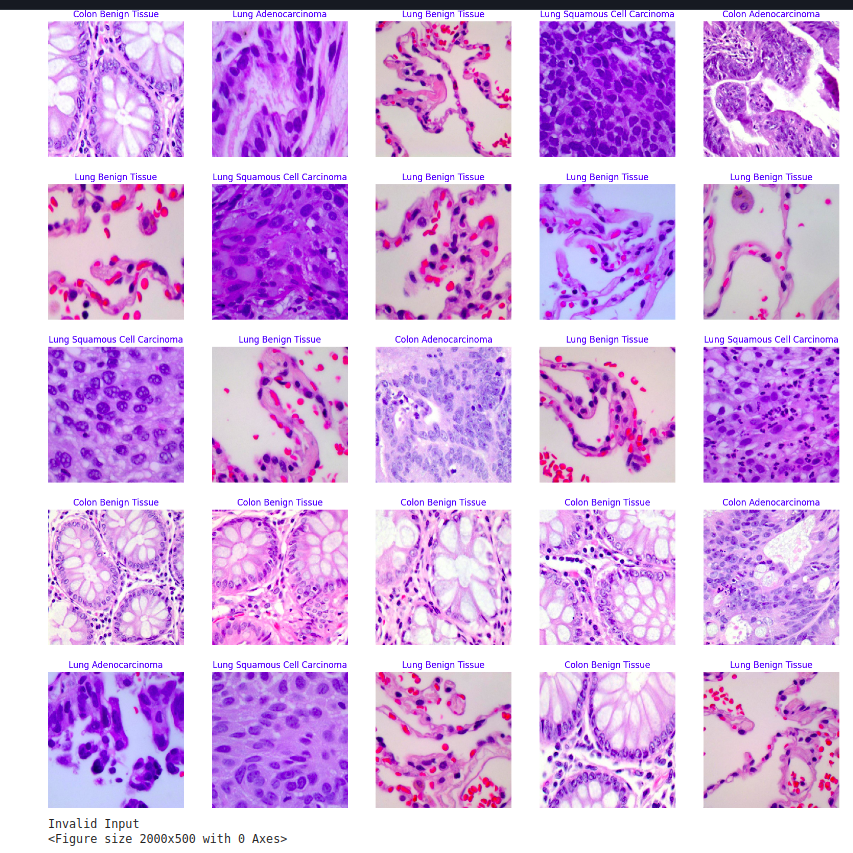 Colon Benign Tissue
Lung Adenocarcinoma
Lung Benign Tissue
Lung Squamous Cell Carcinoma
Colon Adenocarcinoma
Lung Benign Tissue
Lung Squamous Cell Carcinoma
Lung Benign Tissue
Lung Benign Tissue
Lung Benign Tissue
Lung Squamous Cell Carcinoma
Lung Benign Tissue
Colon Adenocarcinoma
Lung Benign Tissue
Lung Squamous Cell Carcinoma
Colon Benign Tissue
Colon Benign Tissue
Colon Benign Tissue
Colon Benign Tissue
Colon Adenocarcinoma
Lung Adenocarcinoma
Lung Squamous Cell Carcinoma
Lung Benign Tissue
Colon Benign Tissue
Lung Benign Tissue
Invalid Input
<Figure size 2000x500 with 0 Axes>